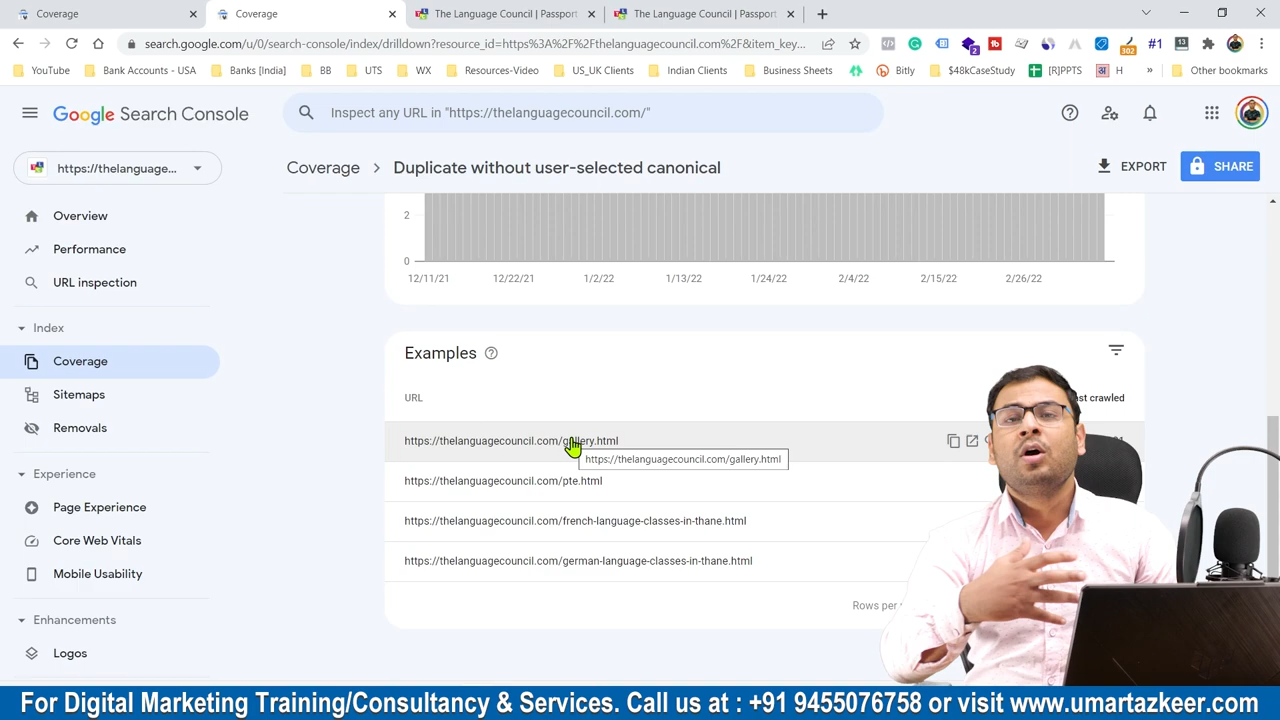 Coverage
Coverage
The Language Council | Passport
The Language Council | Passport
search.google.com/u/0/search-console/index/drilldown?resource_id=https%3A%2F%2Fthelanguagecouncil.com%2F&item_key...
2
302
#1
13
YouTube
Bank Accounts - USA
Banks [India]
BR
UTS
WX
Resources-Video
US_UK Clients
Indian Clients
Business Sheets
Bitly
$48kCaseStudy
[R]PPTS
H
»
Other bookmarks
Google Search Console
Inspect any URL in "https://thelanguagecouncil.com/"
https://thelanguage...
Coverage > Duplicate without user-selected canonical
EXPORT
SHARE
Overview
Performance
URL inspection
Index
Coverage
Sitemaps
Removals
Experience
Page Experience
Core Web Vitals
Mobile Usability
Enhancements
Logos
2
0
12/11/21 12/22/21 1/2/22 1/13/22 1/24/22 2/4/22 2/15/22 2/26/22
Examples
URL
crawled
https://thelanguagecouncil.com/gallery.html
https://thelanguagecouncil.com/gallery.html
https://thelanguagecouncil.com/pte.html
https://thelanguagecouncil.com/french-language-classes-in-thane.html
https://thelanguagecouncil.com/german-language-classes-in-thane.html
Rows per
For Digital Marketing Training/Consultancy & Services. Call us at : +91 9455076758 or visit www.umartazkeer.com